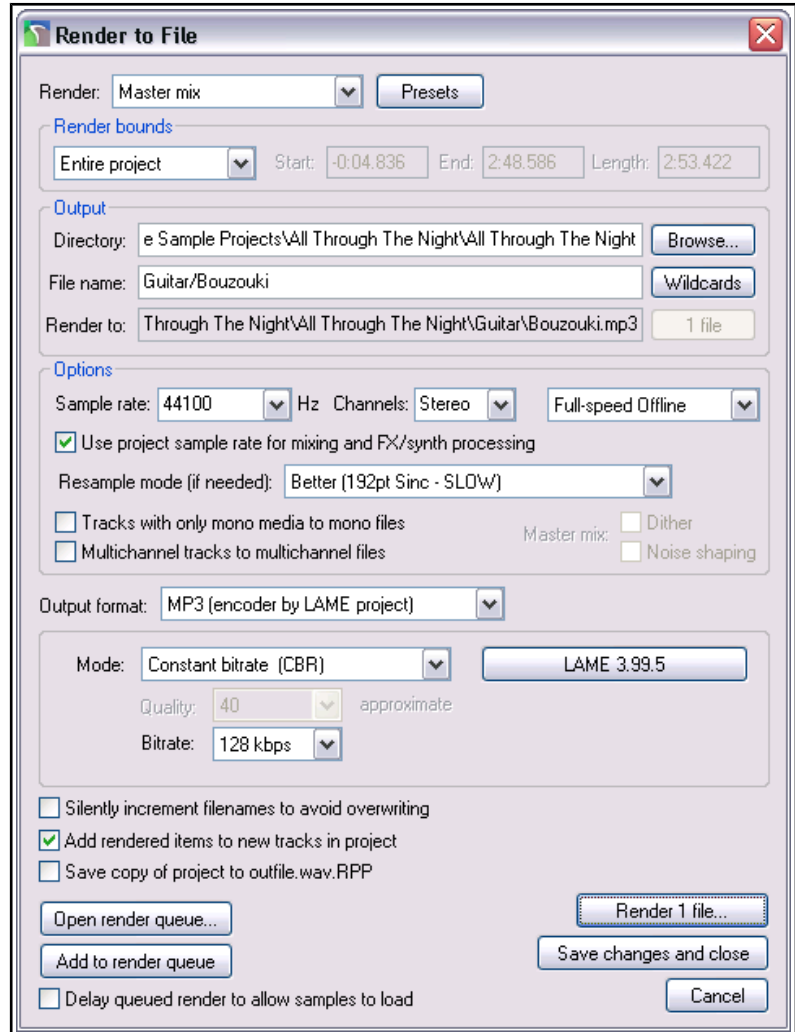 Render to File
Render: Master mix Presets
Render bounds
Entire project Start: -0:04.836 End: 2:48.586 Length: 2:53.422
Output
Directory: e Sample Projects\All Through The Night\All Through The Night Browse...
File name: Guitar/Bouzouki Wildcards
Render to: Through The Night\All Through The Night\Guitar\Bouzouki.mp3 1 file
Options
Sample rate: 44100 Hz Channels: Stereo Full-speed Offline
Use project sample rate for mixing and FX/synth processing
Resample mode (if needed): Better (192pt Sinc - SLOW)
Tracks with only mono media to mono files
Multichannel tracks to multichannel files
Master mix: Dither
Noise shaping
Output format: MP3 (encoder by LAME project)
Mode: Constant bitrate (CBR) LAME 3.99.5
Quality: 40 approximate
Bitrate: 128 kbps
Silently increment filenames to avoid overwriting
Add rendered items to new tracks in project
Save copy of project to outfile.wav.RPP
Open render queue... Render 1 file...
Add to render queue Save changes and close
Delay queued render to allow samples to load Cancel